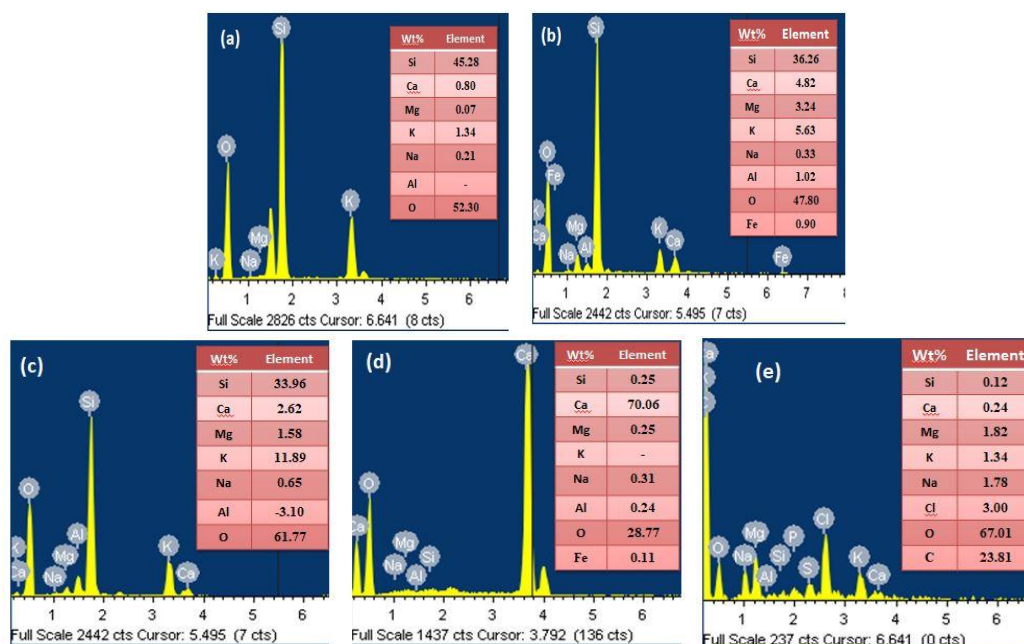 (a)
Si
O
K
K
Na
Mg
Wt% Element
Si 45.28
Ca 0.80
Mg 0.07
K 1.34
Na 0.21
Al -
O 52.30
1 2 3 4 5 6
Full Scale 2826 cts Cursor: 6.641 (8 cts)
(b)
Si
O
Fe
K
Ca
Na
Mg
Al
K
Ca
Fe
Wt% Element
Si 36.26
Ca 4.82
Mg 3.24
K 5.63
Na 0.33
Al 1.02
O 47.80
Fe 0.90
1 2 3 4 5 6 7
Full Scale 2442 cts Cursor: 5.495 (7 cts)
(c)
Si
O
K
Ca
Na
Mg
Al
K
Ca
Wt% Element
Si 33.96
Ca 2.62
Mg 1.58
K 11.89
Na 0.65
Al -3.10
O 61.77
1 2 3 4 5 6
Full Scale 2442 cts Cursor: 5.495 (7 cts)
(d)
Ca
O
Ca
Na
Mg
Al
Si
Wt% Element
Si 0.25
Ca 70.06
Mg 0.25
K -
Na 0.31
Al 0.24
O 28.77
Fe 0.11
1 2 3 4 5 6
Full Scale 1437 cts Cursor: 3.792 (136 cts)
(e)
Ca
K
C
O
Na
Mg
Al
Si
P
S
Cl
K
Ca
Wt% Element
Si 0.12
Ca 0.24
Mg 1.82
K 1.34
Na 1.78
Cl 3.00
O 67.01
C 23.81
1 2 3 4 5 6
Full Scale 237 cts Cursor: 6.641 (0 cts)